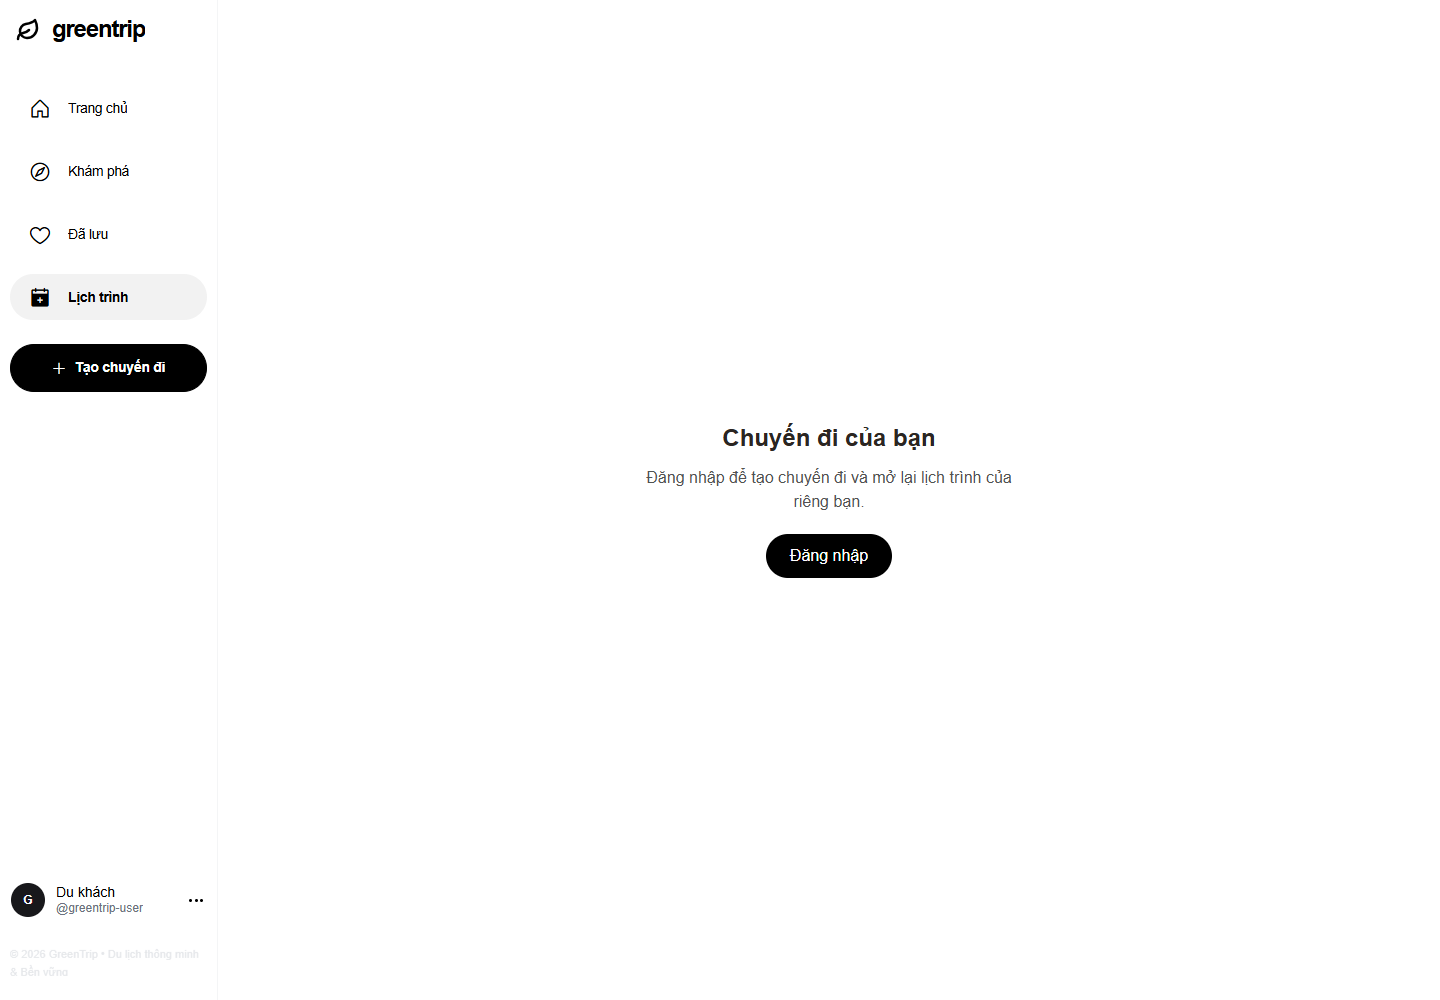 greentrip
Trang chủ
Khám phá
Đã lưu
Lịch trình
Tạo chuyến đi
Chuyến đi của bạn
Đăng nhập để tạo chuyến đi và mở lại lịch trình của
riêng bạn.
Đăng nhập
G
Du khách
@greentrip-user
© 2026 GreenTrip • Du lịch thông minh
& Bền vững